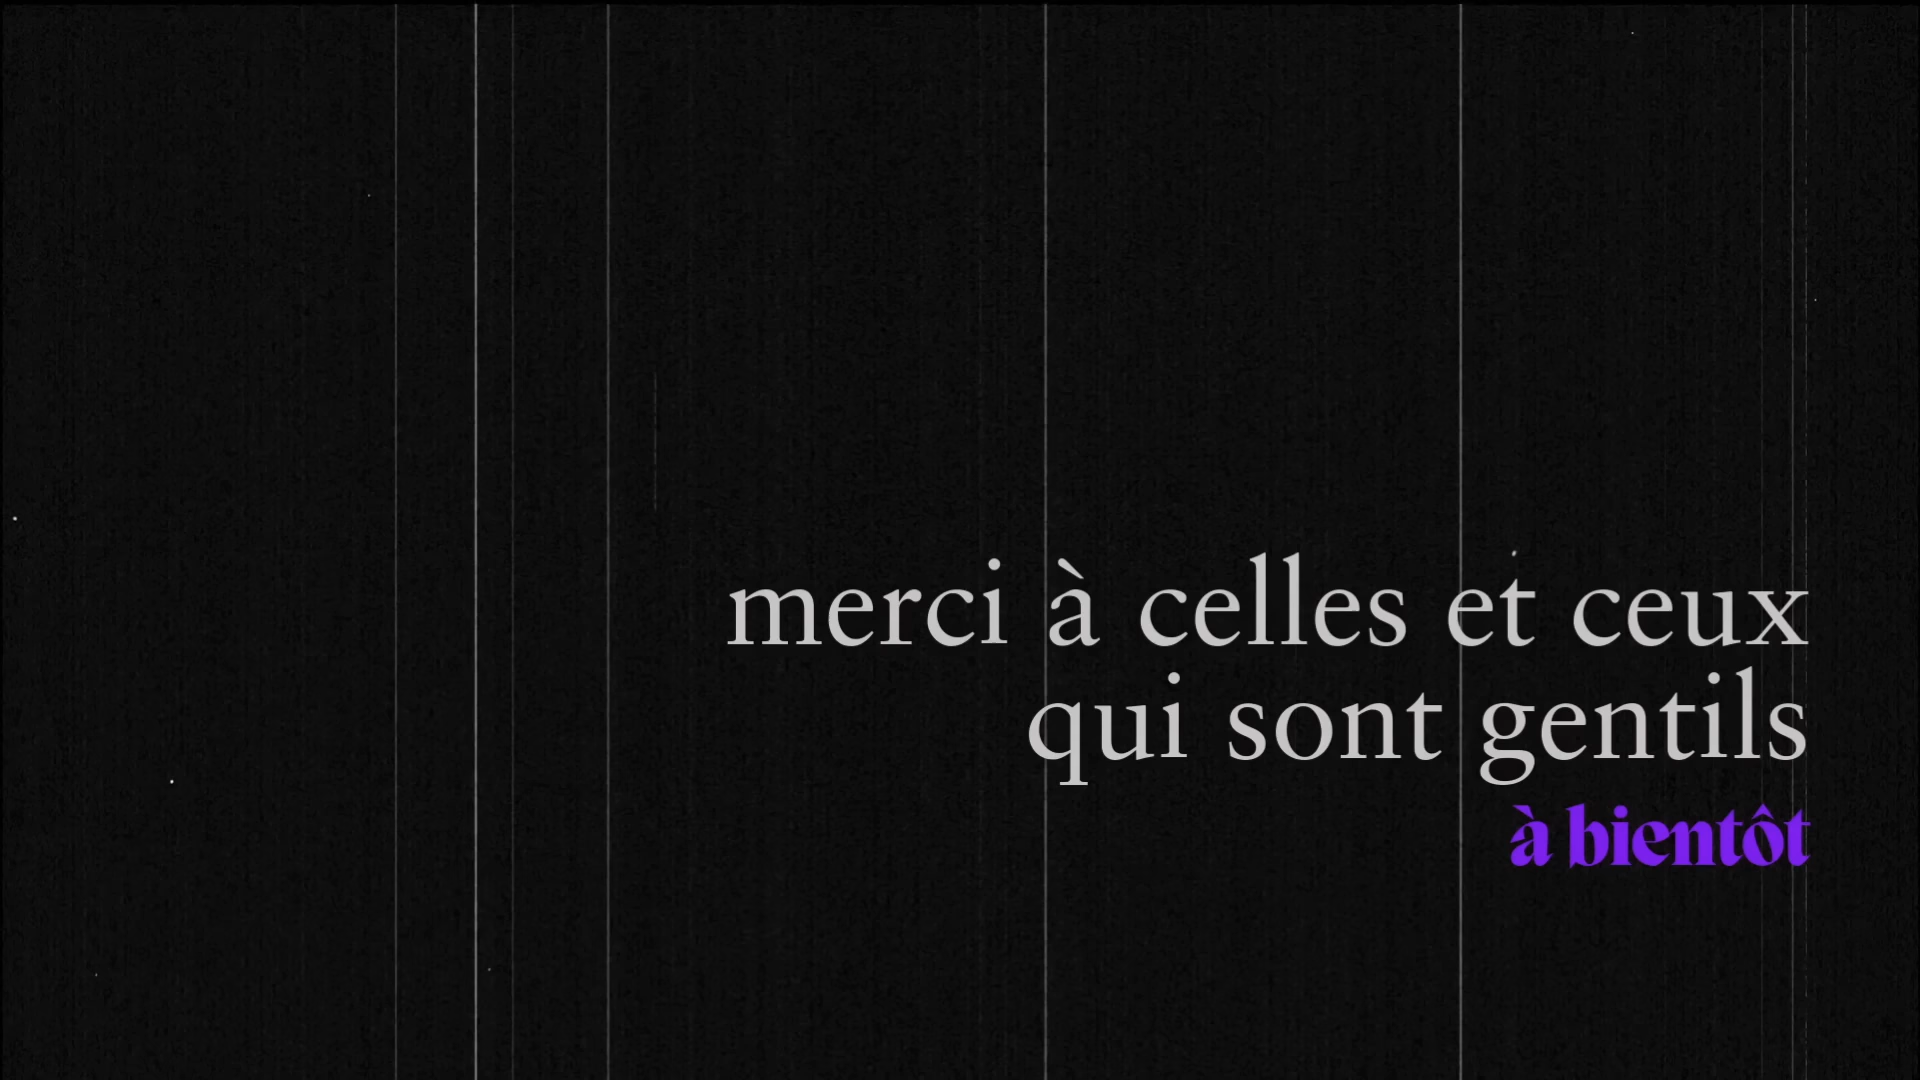 merci à celles et ceux
qui sont gentils
à bientôt